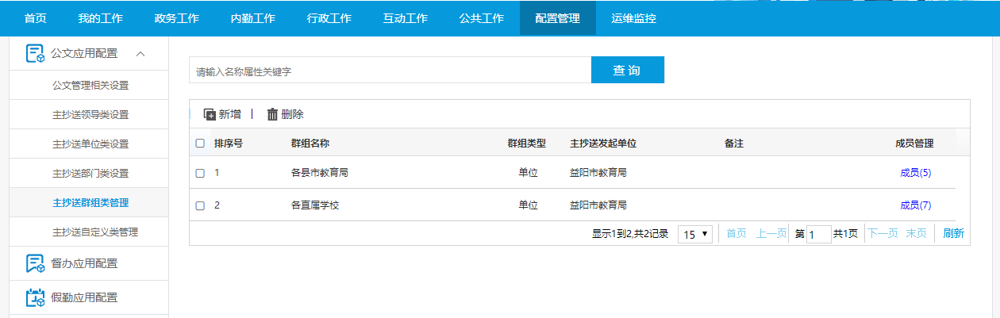 首页 我的工作 政务工作 内勤工作 行政工作 互动工作 公共工作 配置管理 运维监控
公文应用配置
公文管理相关设置
主抄送领导类设置
主抄送单位类设置
主抄送部门类设置
主抄送群组类管理
主抄送自定义类管理
督办应用配置
假勤应用配置
请输入名称属性关键字 查 询
新增 | 删除
排序号 群组名称 群组类型 主抄送发起单位 备注 成员管理
1 各县市教育局 单位 益阳市教育局 成员(5)
2 各直属学校 单位 益阳市教育局 成员(7)
显示1到2,共2记录 15 首页 上一页 第 1 共1页 下一页 末页 刷新